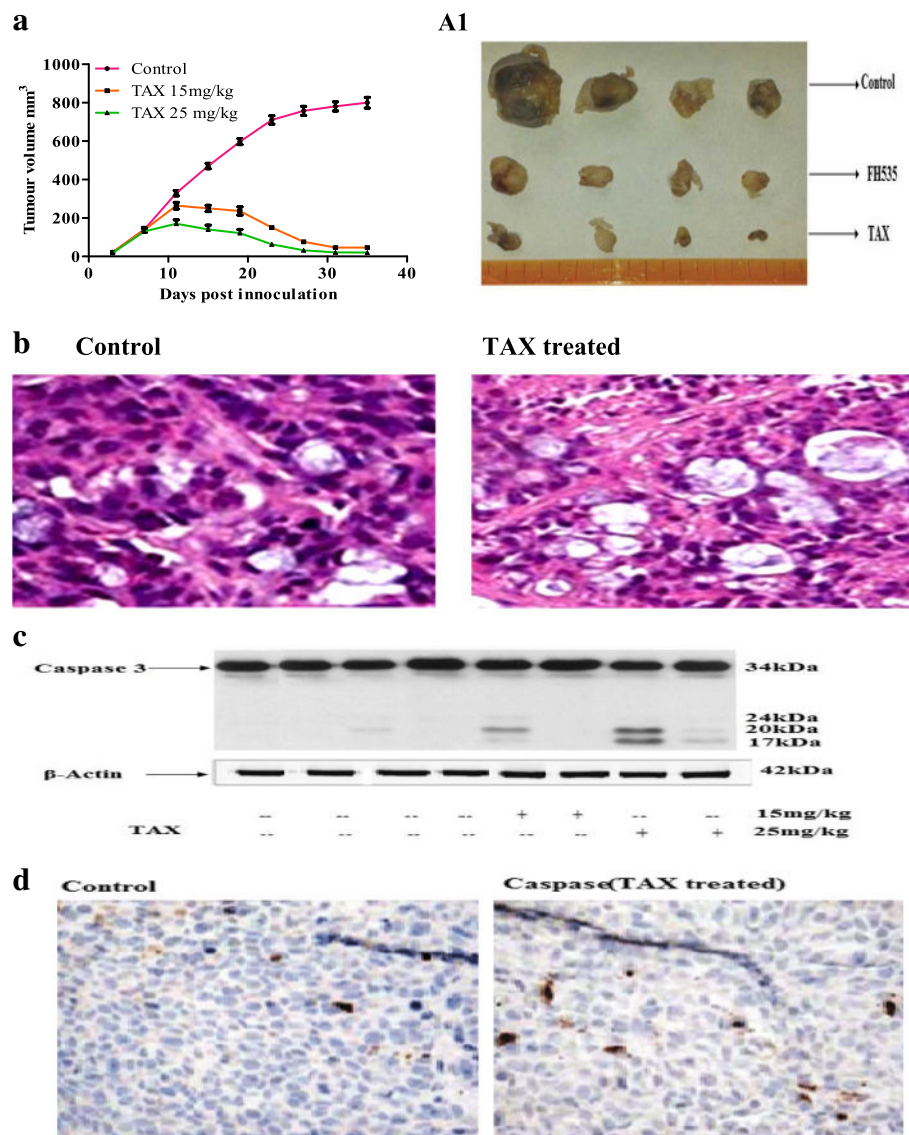 a
A1
Control
TAX 15mg/kg
TAX 25 mg/kg
1000
800
600
400
200
0
Tumour volume mm³
0 10 20 30 40
Days post innoculation
Control
FH535
TAX
b Control TAX treated
c
Caspase 3 34kDa
24kDa
20kDa
17kDa
β-Actin 42kDa
-- -- -- -- + + -- -- 15mg/kg
TAX -- -- -- -- -- -- + + 25mg/kg
d Control Caspase(TAX treated)